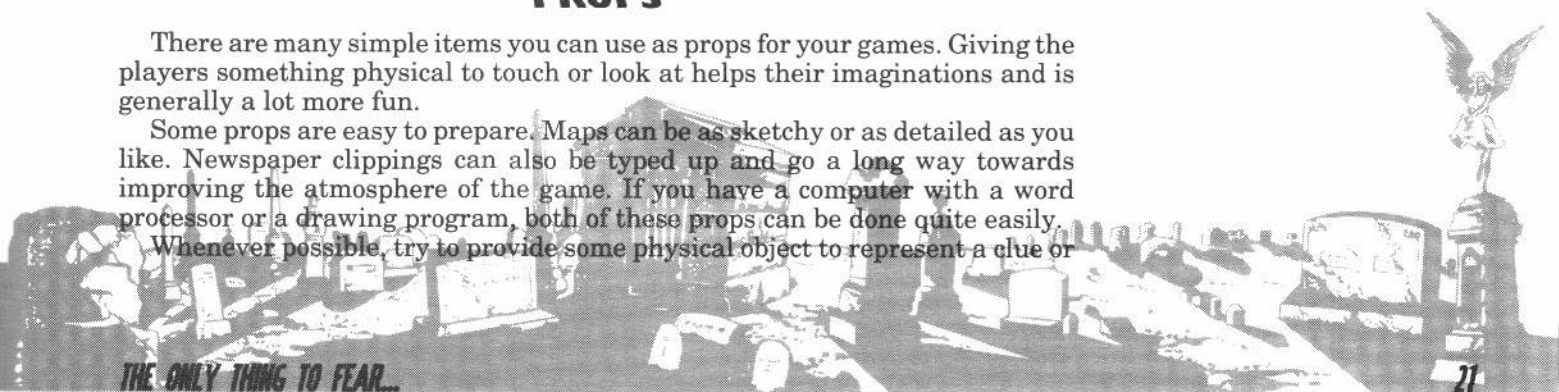 PROPS
There are many simple items you can use as props for your games. Giving the
players something physical to touch or look at helps their imaginations and is
generally a lot more fun.
Some props are easy to prepare. Maps can be as sketchy or as detailed as you
like. Newspaper clippings can also be typed up and go a long way towards
improving the atmosphere of the game. If you have a computer with a word
processor or a drawing program, both of these props can be done quite easily.
Whenever possible, try to provide some physical object to represent a clue or
THE ONLY THING TO FEAR...
21